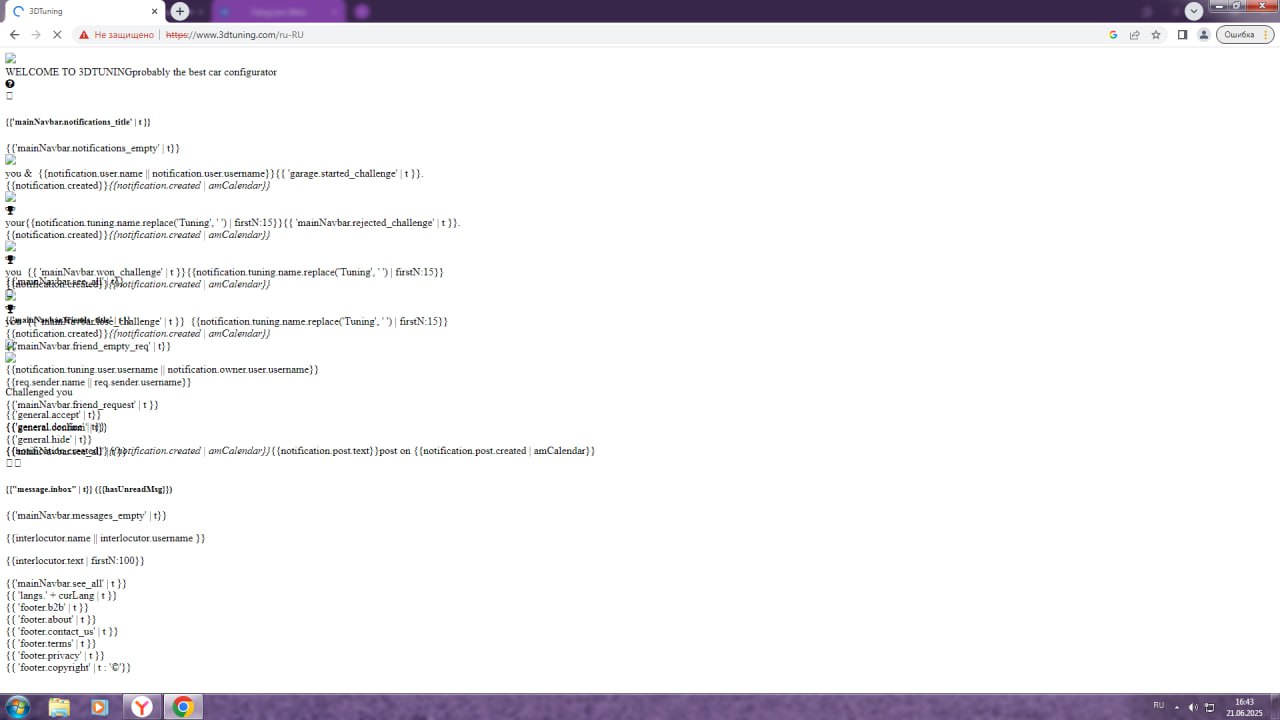 3DTuning
Не защищено
https://www.3dtuning.com/ru-RU
Ошибка
WELCOME TO 3DTUNINGprobably the best car configurator
{{'mainNavbar.notifications_title' | t }}
{{'mainNavbar.notifications_empty' | t}}
you & {{notification.user.name || notification.user.username}}{{ 'garage.started_challenge' | t }}.
{{notification.created}}{{notification.created | amCalendar}}
your{{notification.tuning.name.replace('Tuning', ' ') | firstN:15}}{{ 'mainNavbar.rejected_challenge' | t }}.
{{notification.created}}{{notification.created | amCalendar}}
you {{ 'mainNavbar.won_challenge' | t }}{{notification.tuning.name.replace('Tuning', ' ') | firstN:15}}
{{'mainNavbar.see_all' | t}}
{{notification.created}}{{notification.created | amCalendar}}
you {{ 'mainNavbar.lose_challenge' | t }} {{notification.tuning.name.replace('Tuning', ' ') | firstN:15}}
{{notification.created}}{{notification.created | amCalendar}}
{{'mainNavbar.friend_empty_req' | t}}
{{notification.tuning.user.username || notification.owner.user.username}}
{{req.sender.name || req.sender.username}}
Challenged you
{{'mainNavbar.friend_request' | t }}
{{'general.accept' | t}}
{{'general.decline' | t}}
{{'general.hide' | t}}
{{notification.created}}{{notification.created | amCalendar}}{{notification.post.text}}post on {{notification.post.created | amCalendar}}
{{'mainNavbar.see_all' | t }}
{{"message.inbox" | t}} ({{hasUnreadMsg}})
{{'mainNavbar.messages_empty' | t}}
{{interlocutor.name || interlocutor.username }}
{{interlocutor.text | firstN:100}}
{{'mainNavbar.see_all' | t }}
{{ 'langs.' + curLang | t }}
{{ 'footer.b2b' | t }}
{{ 'footer.about' | t }}
{{ 'footer.contact_us' | t }}
{{ 'footer.terms' | t }}
{{ 'footer.privacy' | t }}
{{ 'footer.copyright' | t : '©'}}
RU
16:43
21.06.2025